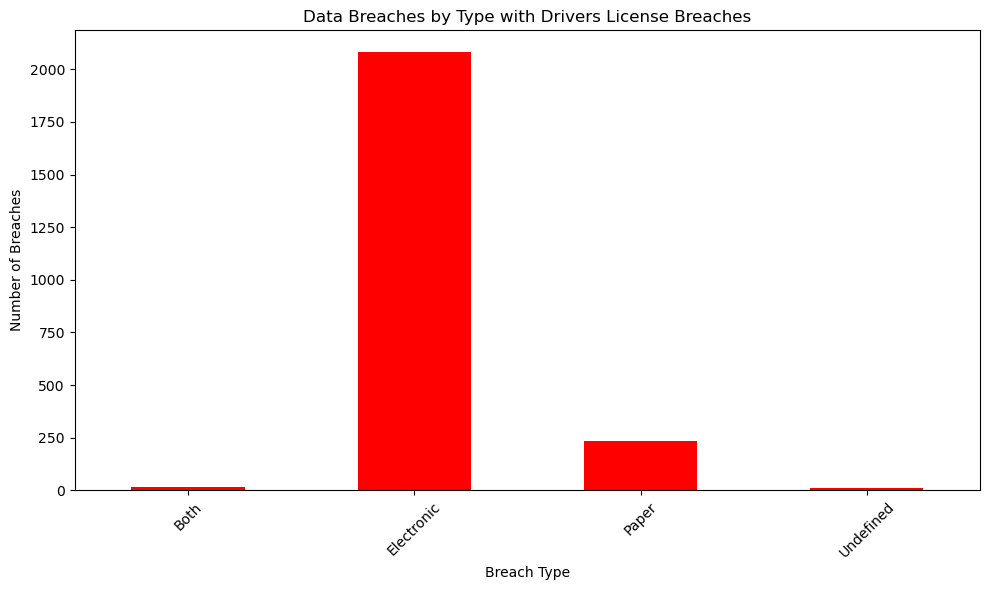 Data Breaches by Type with Drivers License Breaches
Number of Breaches
2000
1750
1500
1250
1000
750
500
250
0
Both
Electronic
Paper
Undefined
Breach Type